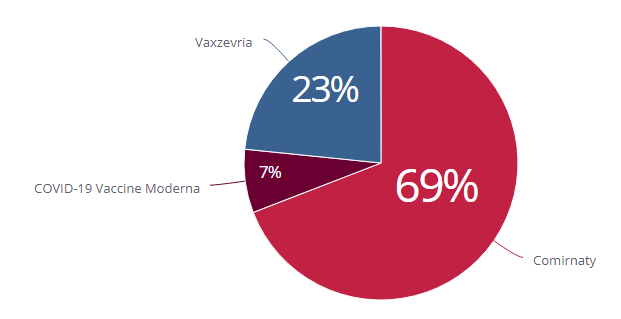 Vaxzevria
23%
7%
COVID-19 Vaccine Moderna
69%
Comirnaty